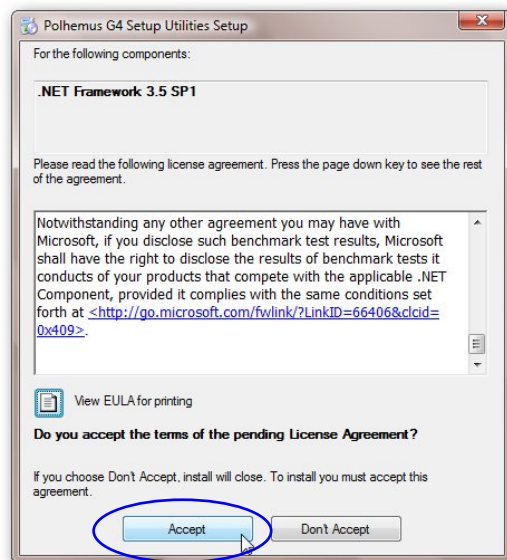 Polhemus G4 Setup Utilities Setup
For the following components:
.NET Framework 3.5 SP1
Please read the following license agreement. Press the page down key to see the rest
of the agreement.
Notwithstanding any other agreement you may have with
Microsoft, if you disclose such benchmark test results, Microsoft
shall have the right to disclose the results of benchmark tests it
conducts of your products that compete with the applicable .NET
Component, provided it complies with the same conditions set
forth at <http://go.microsoft.com/fwlink/?LinkID=66406&clcid=
0x409>.
View EULA for printing
Do you accept the terms of the pending License Agreement?
If you choose Don't Accept, install will close. To install you must accept this
agreement.
Accept
Don't Accept